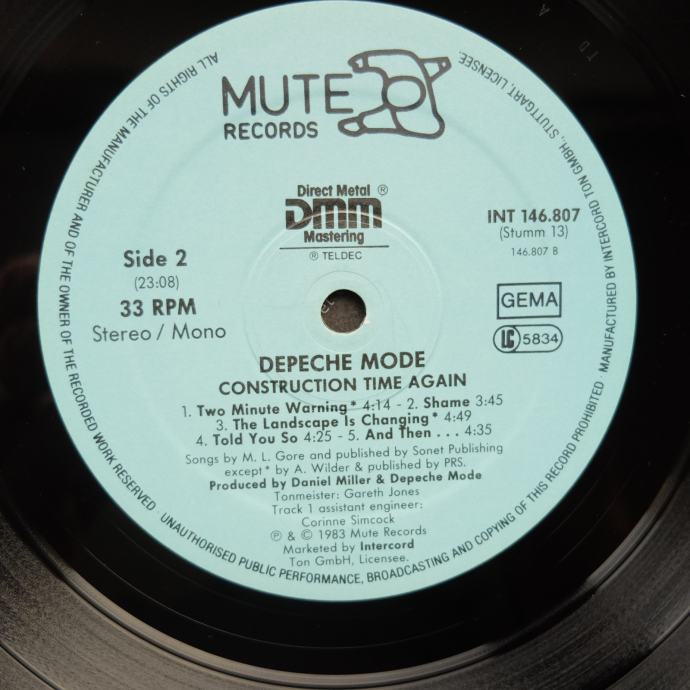 MUTE
RECORDS
Direct Metal ®
DMM
Mastering
® TELDEC
INT 146.807
(Stumm 13)
146.807 B
Side 2
(23:08)
33 RPM
Stereo / Mono
GEMA
LC 5834
DEPECHE MODE
CONSTRUCTION TIME AGAIN
1. Two Minute Warning* 4:14 - 2. Shame 3:45
3. The Landscape Is Changing* 4:49
4. Told You So 4:25 - 5. And Then . . . 4:35
Songs by M. L. Gore and published by Sonet Publishing
except* by A. Wilder & published by PRS.
Produced by Daniel Miller & Depeche Mode
Tonmeister: Gareth Jones
Track 1 assistant engineer:
Corinne Simcock
℗ & © 1983 Mute Records
Marketed by Intercord
Ton GmbH, Licensee.
ALL RIGHTS OF THE MANUFACTURER AND OF THE OWNER OF THE RECORDED WORK RESERVED · UNAUTHORISED PUBLIC PERFORMANCE, BROADCASTING AND COPYING OF THIS RECORD PROHIBITED · MANUFACTURED BY INTERCORD TON GMBH., STUTTGART, LICENSEE.